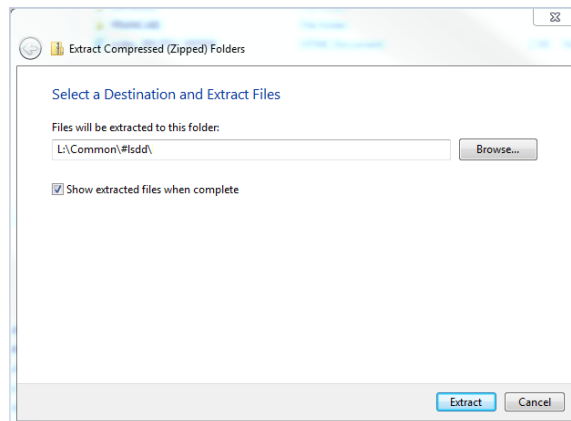 Extract Compressed (Zipped) Folders
Select a Destination and Extract Files
Files will be extracted to this folder:
L:\Common\#lsdd\
Browse...
Show extracted files when complete
Extract
Cancel